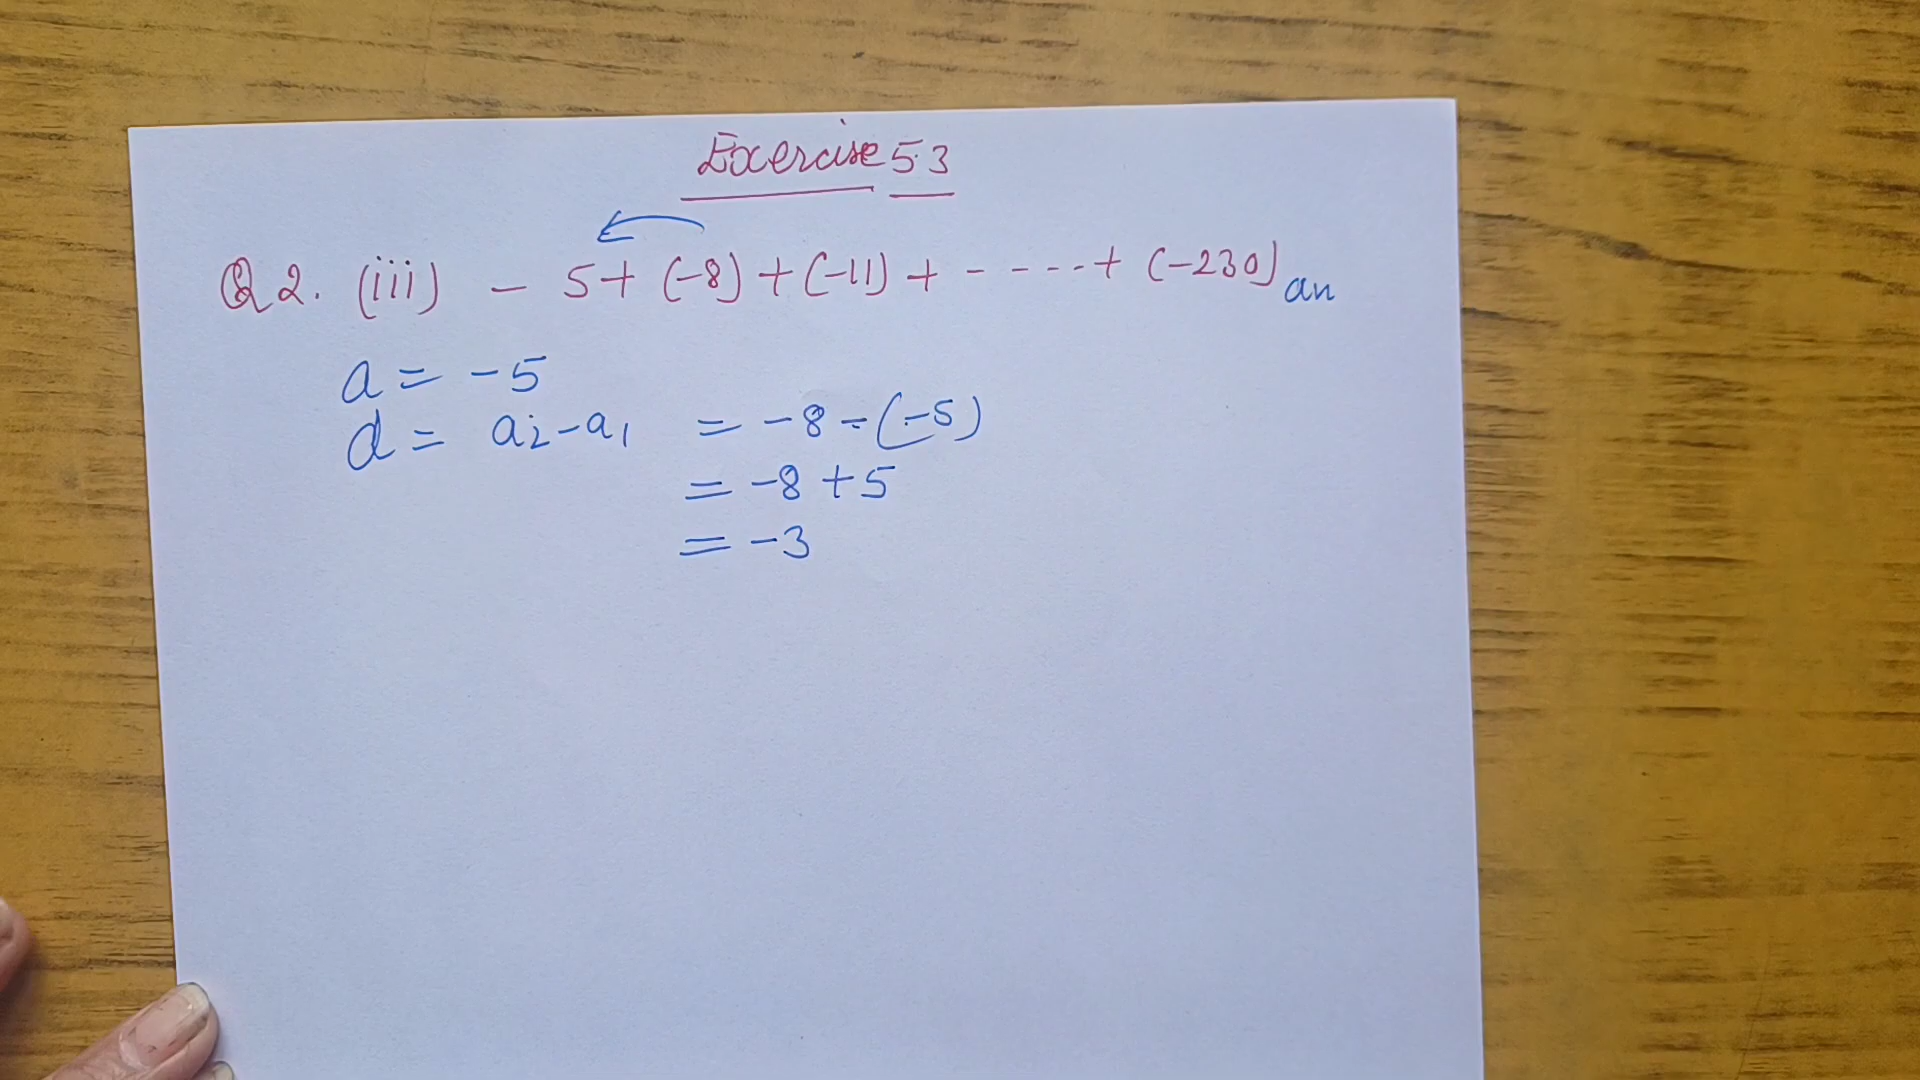 Exercise 5.3
Q2. (iii) - 5+ (-8) + (-11) + - ---- + (-230) an
a = -5
d = a2-a1 = -8-(-5)
= -8 +5
= -3